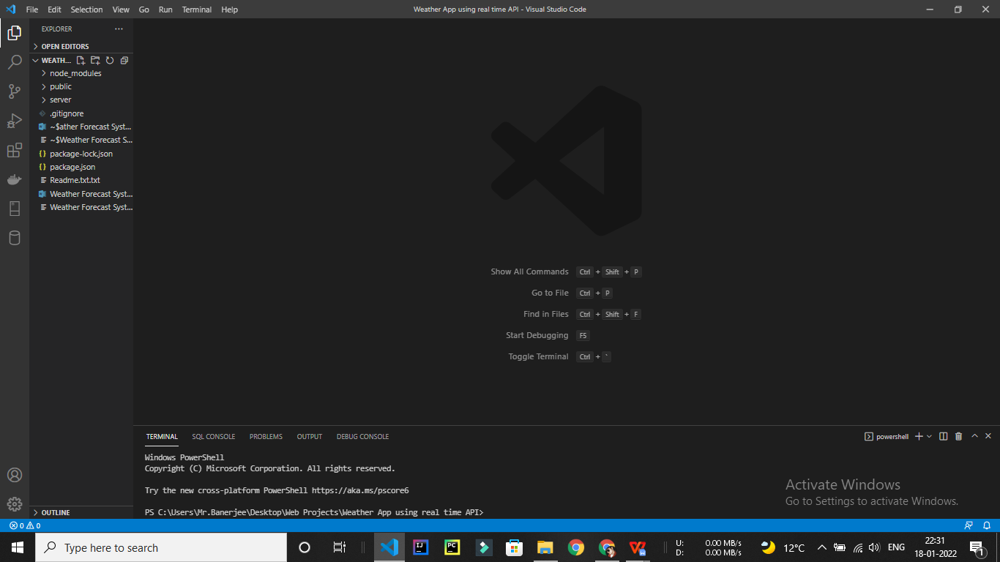 File Edit Selection View Go Run Terminal Help
Weather App using real time API - Visual Studio Code
EXPLORER
OPEN EDITORS
WEATH...
node_modules
public
server
.gitignore
~$ather Forecast Syst...
~$Weather Forecast S...
package-lock.json
package.json
Readme.txt.txt
Weather Forecast Syst...
Weather Forecast Syst...
OUTLINE
Show All Commands Ctrl + Shift + P
Go to File Ctrl + P
Find in Files Ctrl + Shift + F
Start Debugging F5
Toggle Terminal Ctrl + `
TERMINAL SQL CONSOLE PROBLEMS OUTPUT DEBUG CONSOLE
powershell
Windows PowerShell
Copyright (C) Microsoft Corporation. All rights reserved.
Try the new cross-platform PowerShell https://aka.ms/pscore6
PS C:\Users\Mr.Banerjee\Desktop\Web Projects\Weather App using real time API>
Activate Windows
Go to Settings to activate Windows.
0 0
Type here to search
IJ
PC
U: 0.00 MB/s
D: 0.00 MB/s
12°C
ENG
22:31
18-01-2022
1